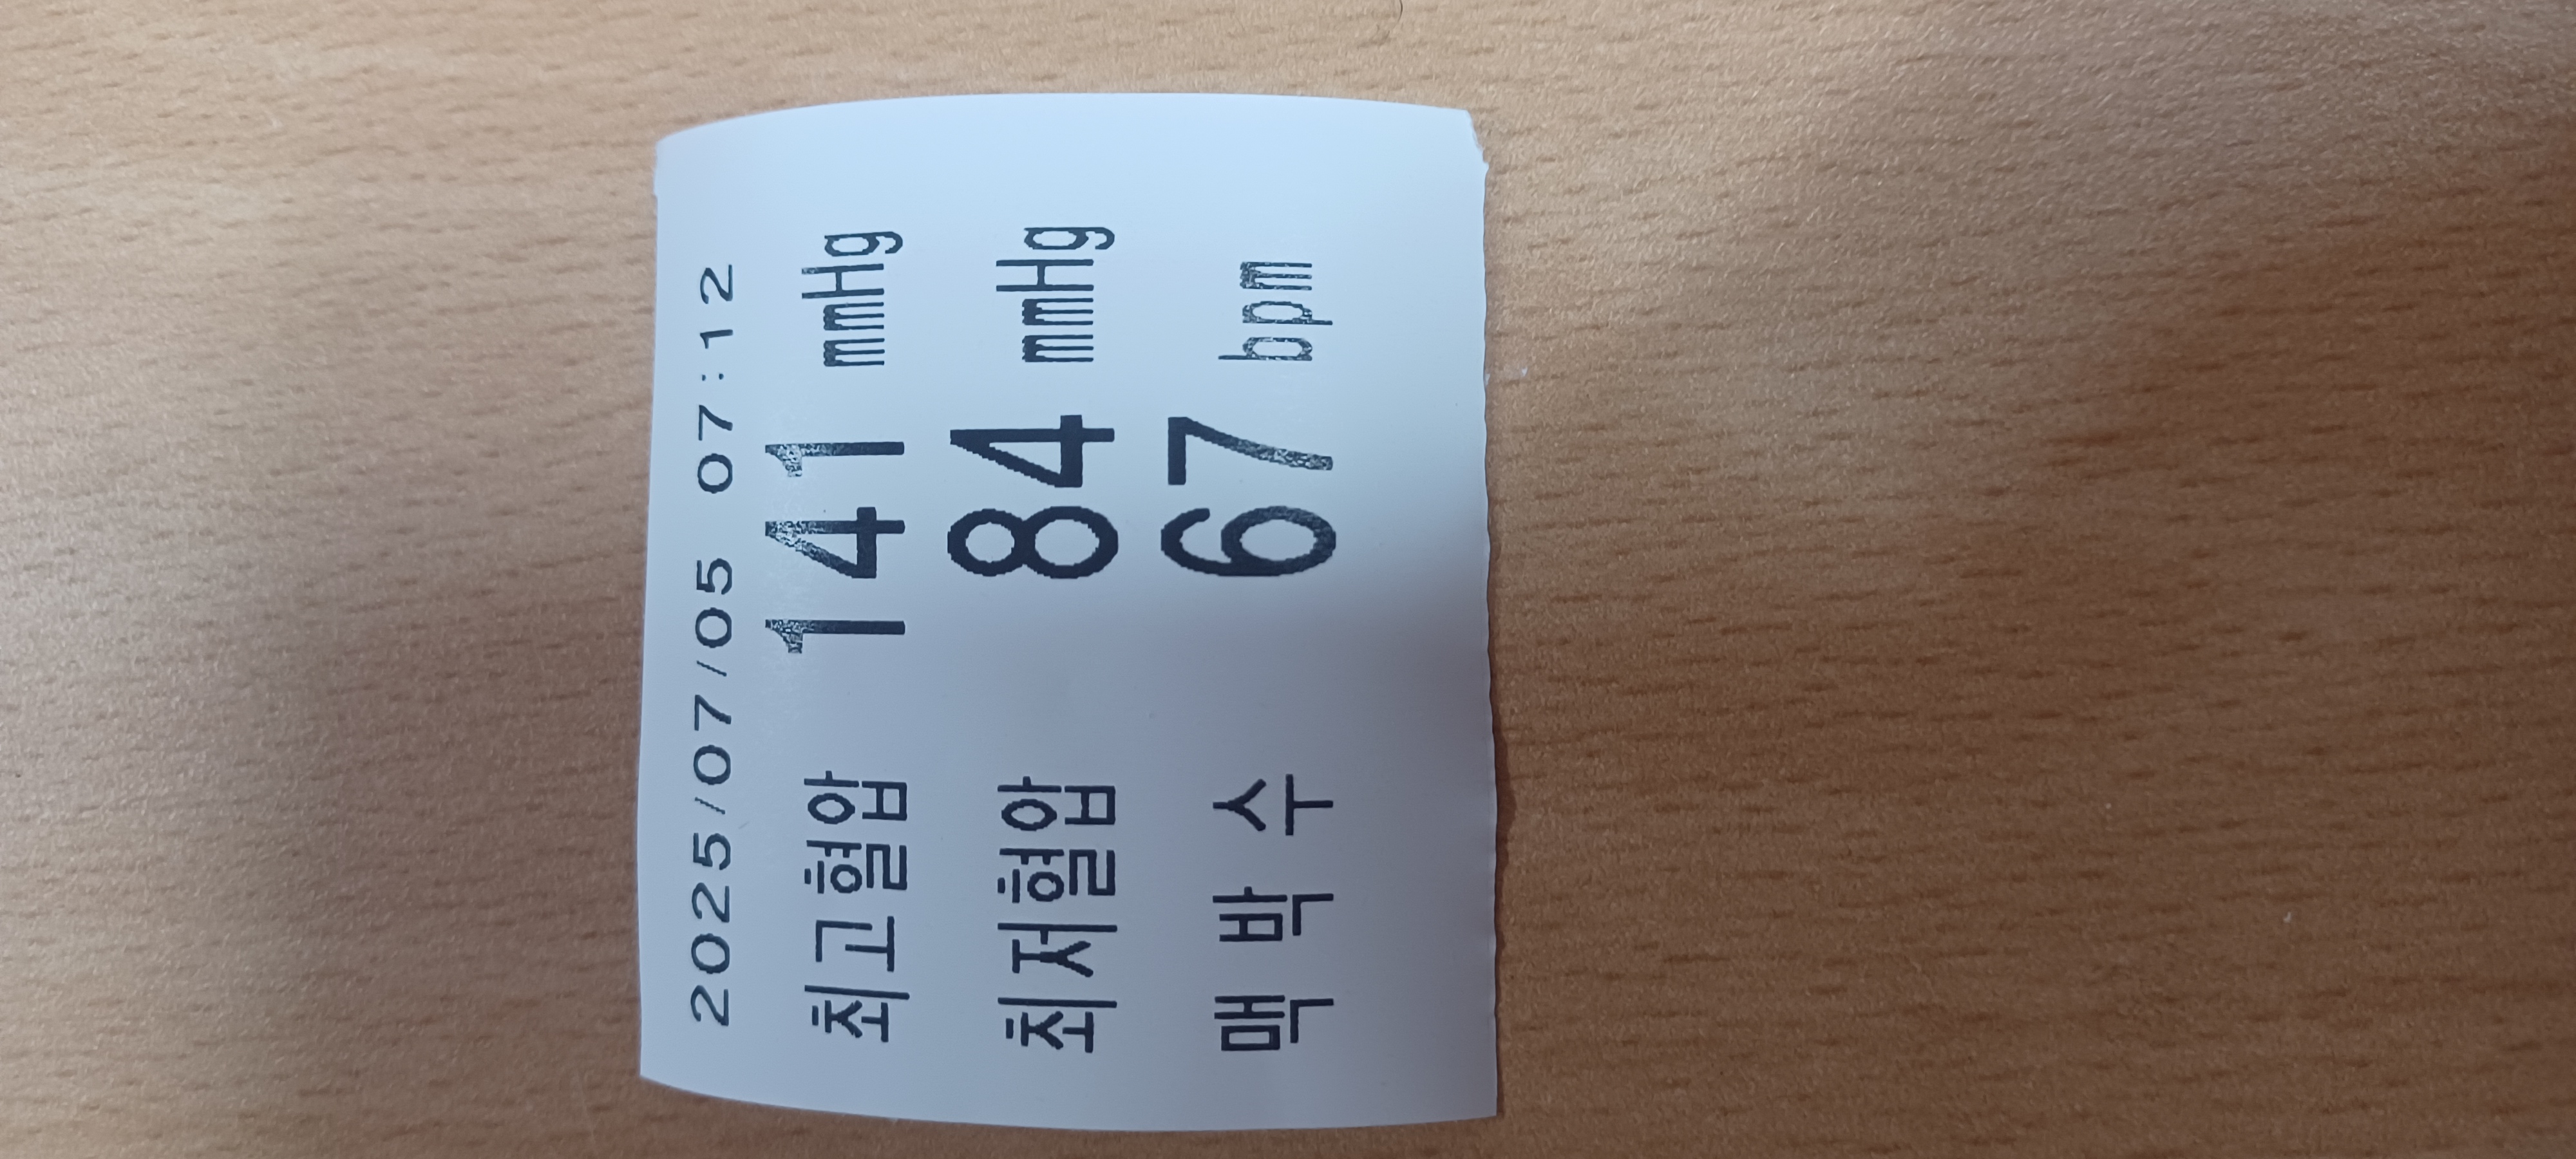 2025/07/05 07:12
최고혈압 141 mmHg
최저혈압 84 mmHg
맥 박 수 67 bpm